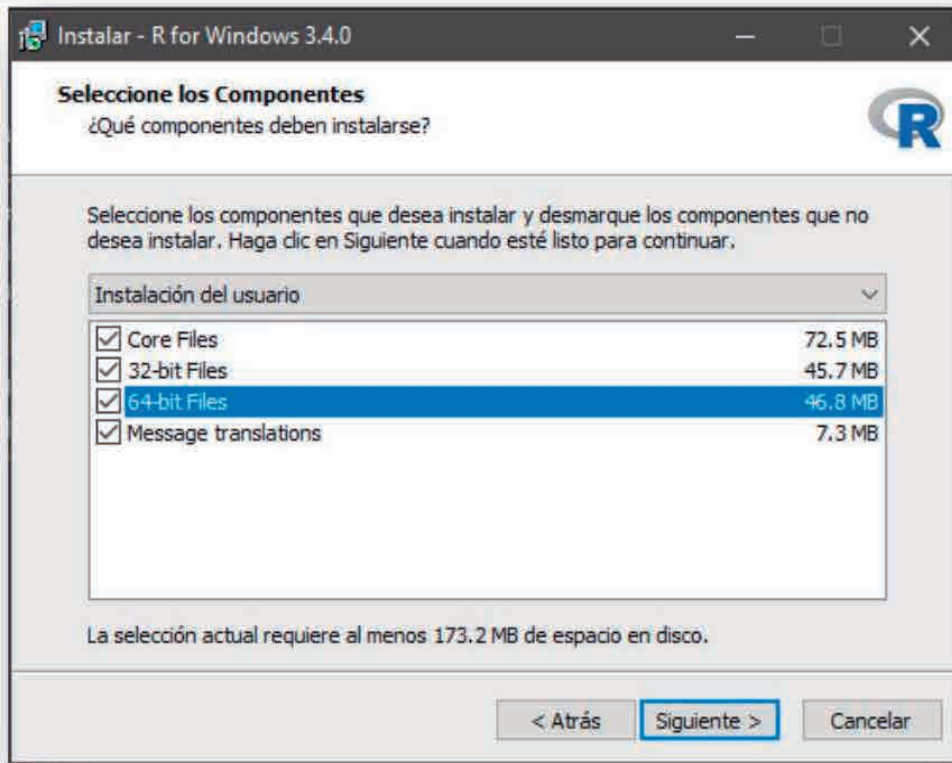 Instalar - R for Windows 3.4.0
Seleccione los Componentes
¿Qué componentes deben instalarse?
R
Seleccione los componentes que desea instalar y desmarque los componentes que no
desea instalar. Haga clic en Siguiente cuando esté listo para continuar.
Instalación del usuario
Core Files 72.5 MB
32-bit Files 45.7 MB
64-bit Files 46.8 MB
Message translations 7.3 MB
La selección actual requiere al menos 173.2 MB de espacio en disco.
< Atrás Siguiente > Cancelar